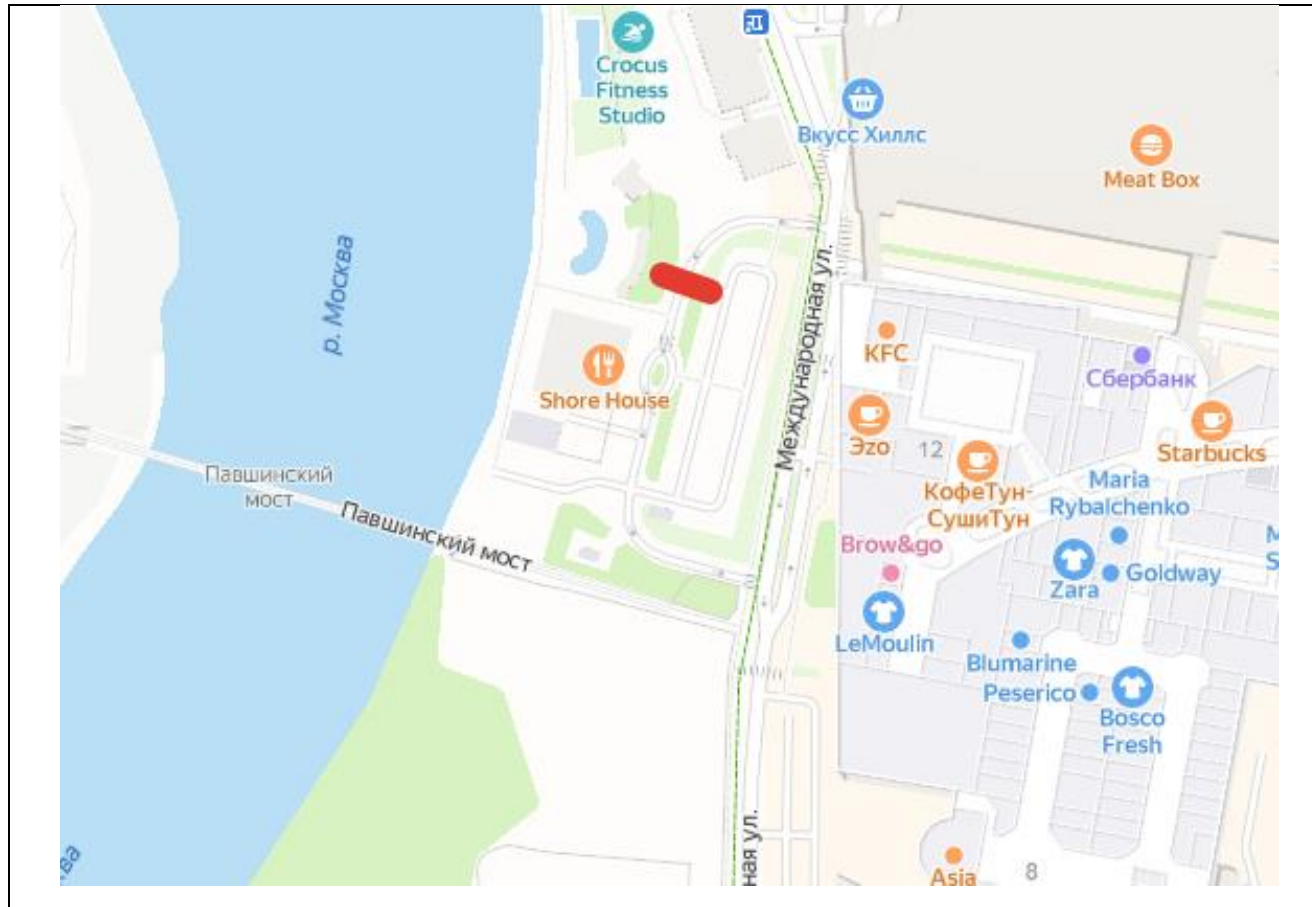 Crocus
Fitness
Studio
Вкусс Хиллс
Meat Box
р. Москва
Международная ул.
KFC
Сбербанк
Shore House
Эzo
12
Starbucks
КофеТун-
СушиТун
Maria
Rybalchenko
Павшинский
мост
Павшинский мост
Brow&go
Zara
Goldway
LeMoulin
Blumarine
Peserico
Bosco
Fresh
ная ул.
Asia
8
ва
M
S